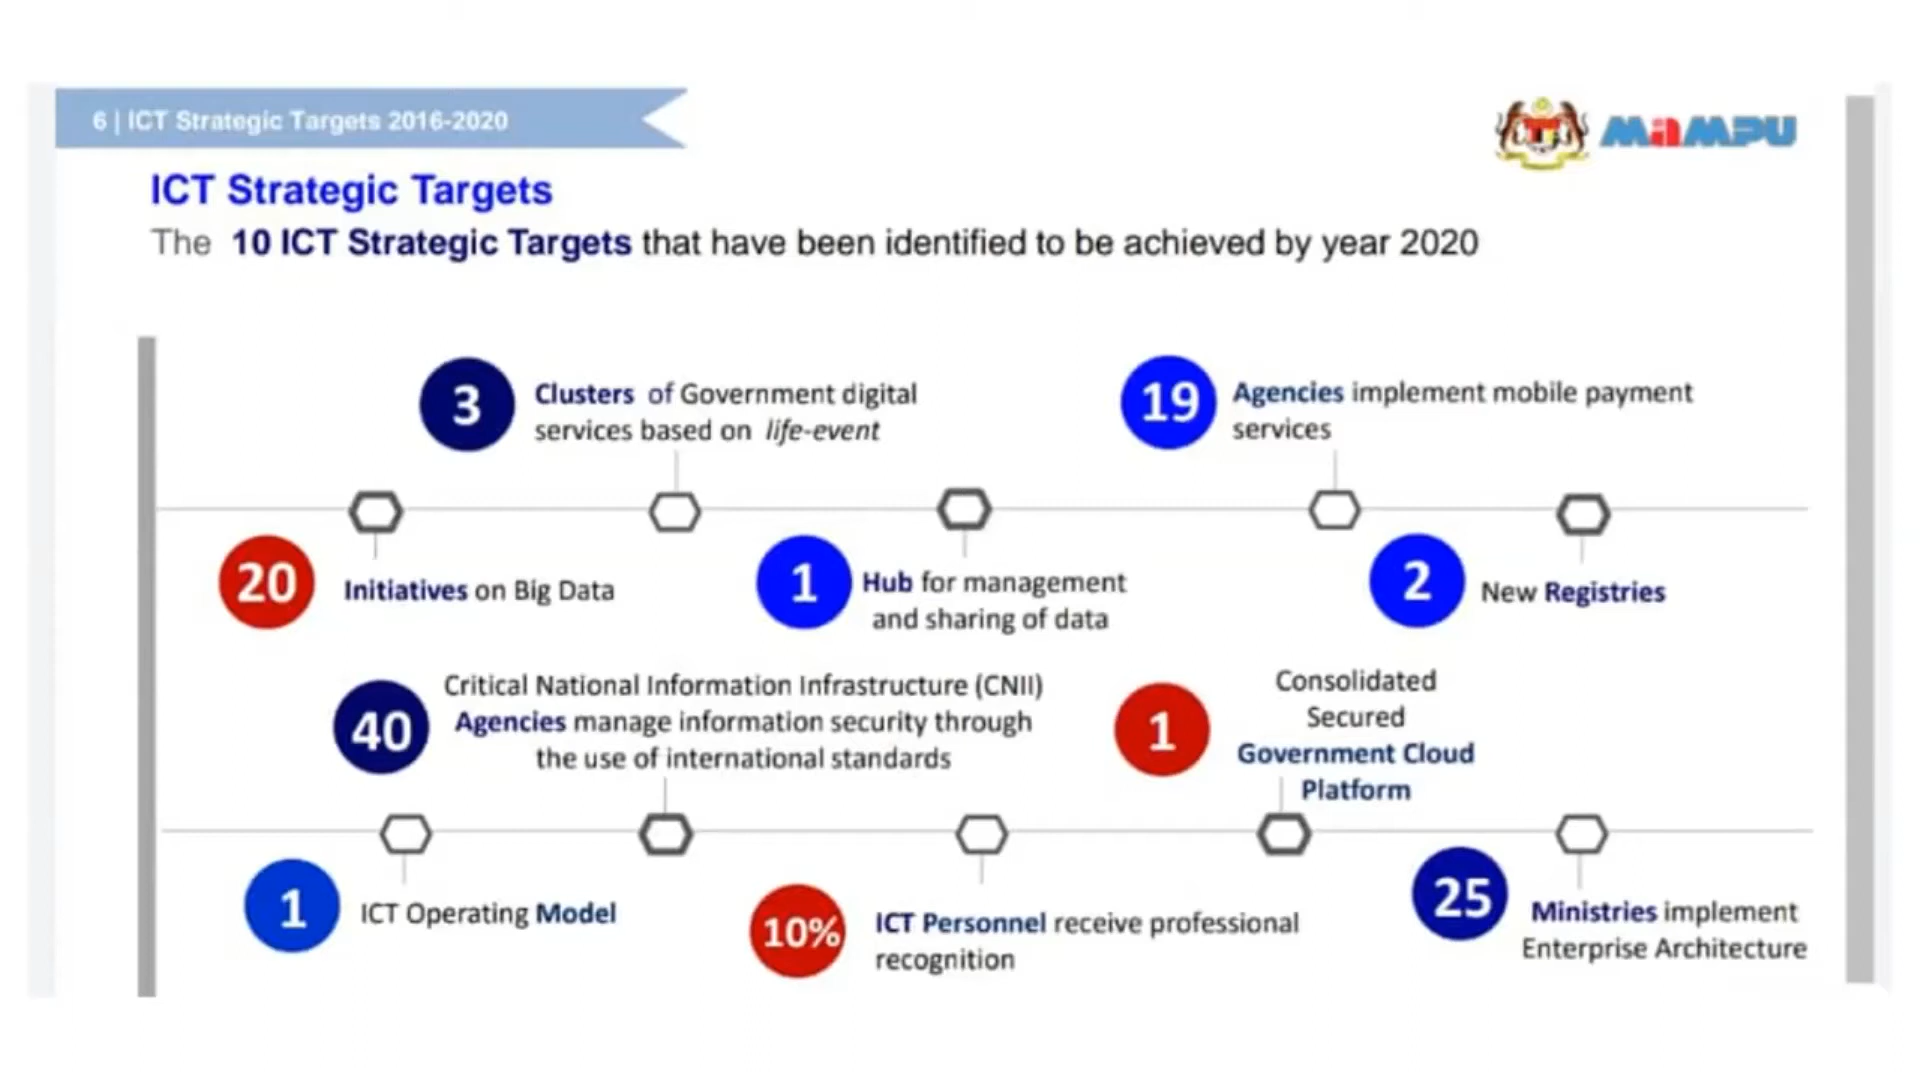 6 | ICT Strategic Targets 2016-2020
MAMPU
ICT Strategic Targets
The 10 ICT Strategic Targets that have been identified to be achieved by year 2020
3
Clusters of Government digital
services based on life-event
19
Agencies implement mobile payment
services
20
Initiatives on Big Data
1
Hub for management
and sharing of data
2
New Registries
40
Critical National Information Infrastructure (CNII)
Agencies manage information security through
the use of international standards
1
Consolidated
Secured
Government Cloud
Platform
1
ICT Operating Model
10%
ICT Personnel receive professional
recognition
25
Ministries implement
Enterprise Architecture